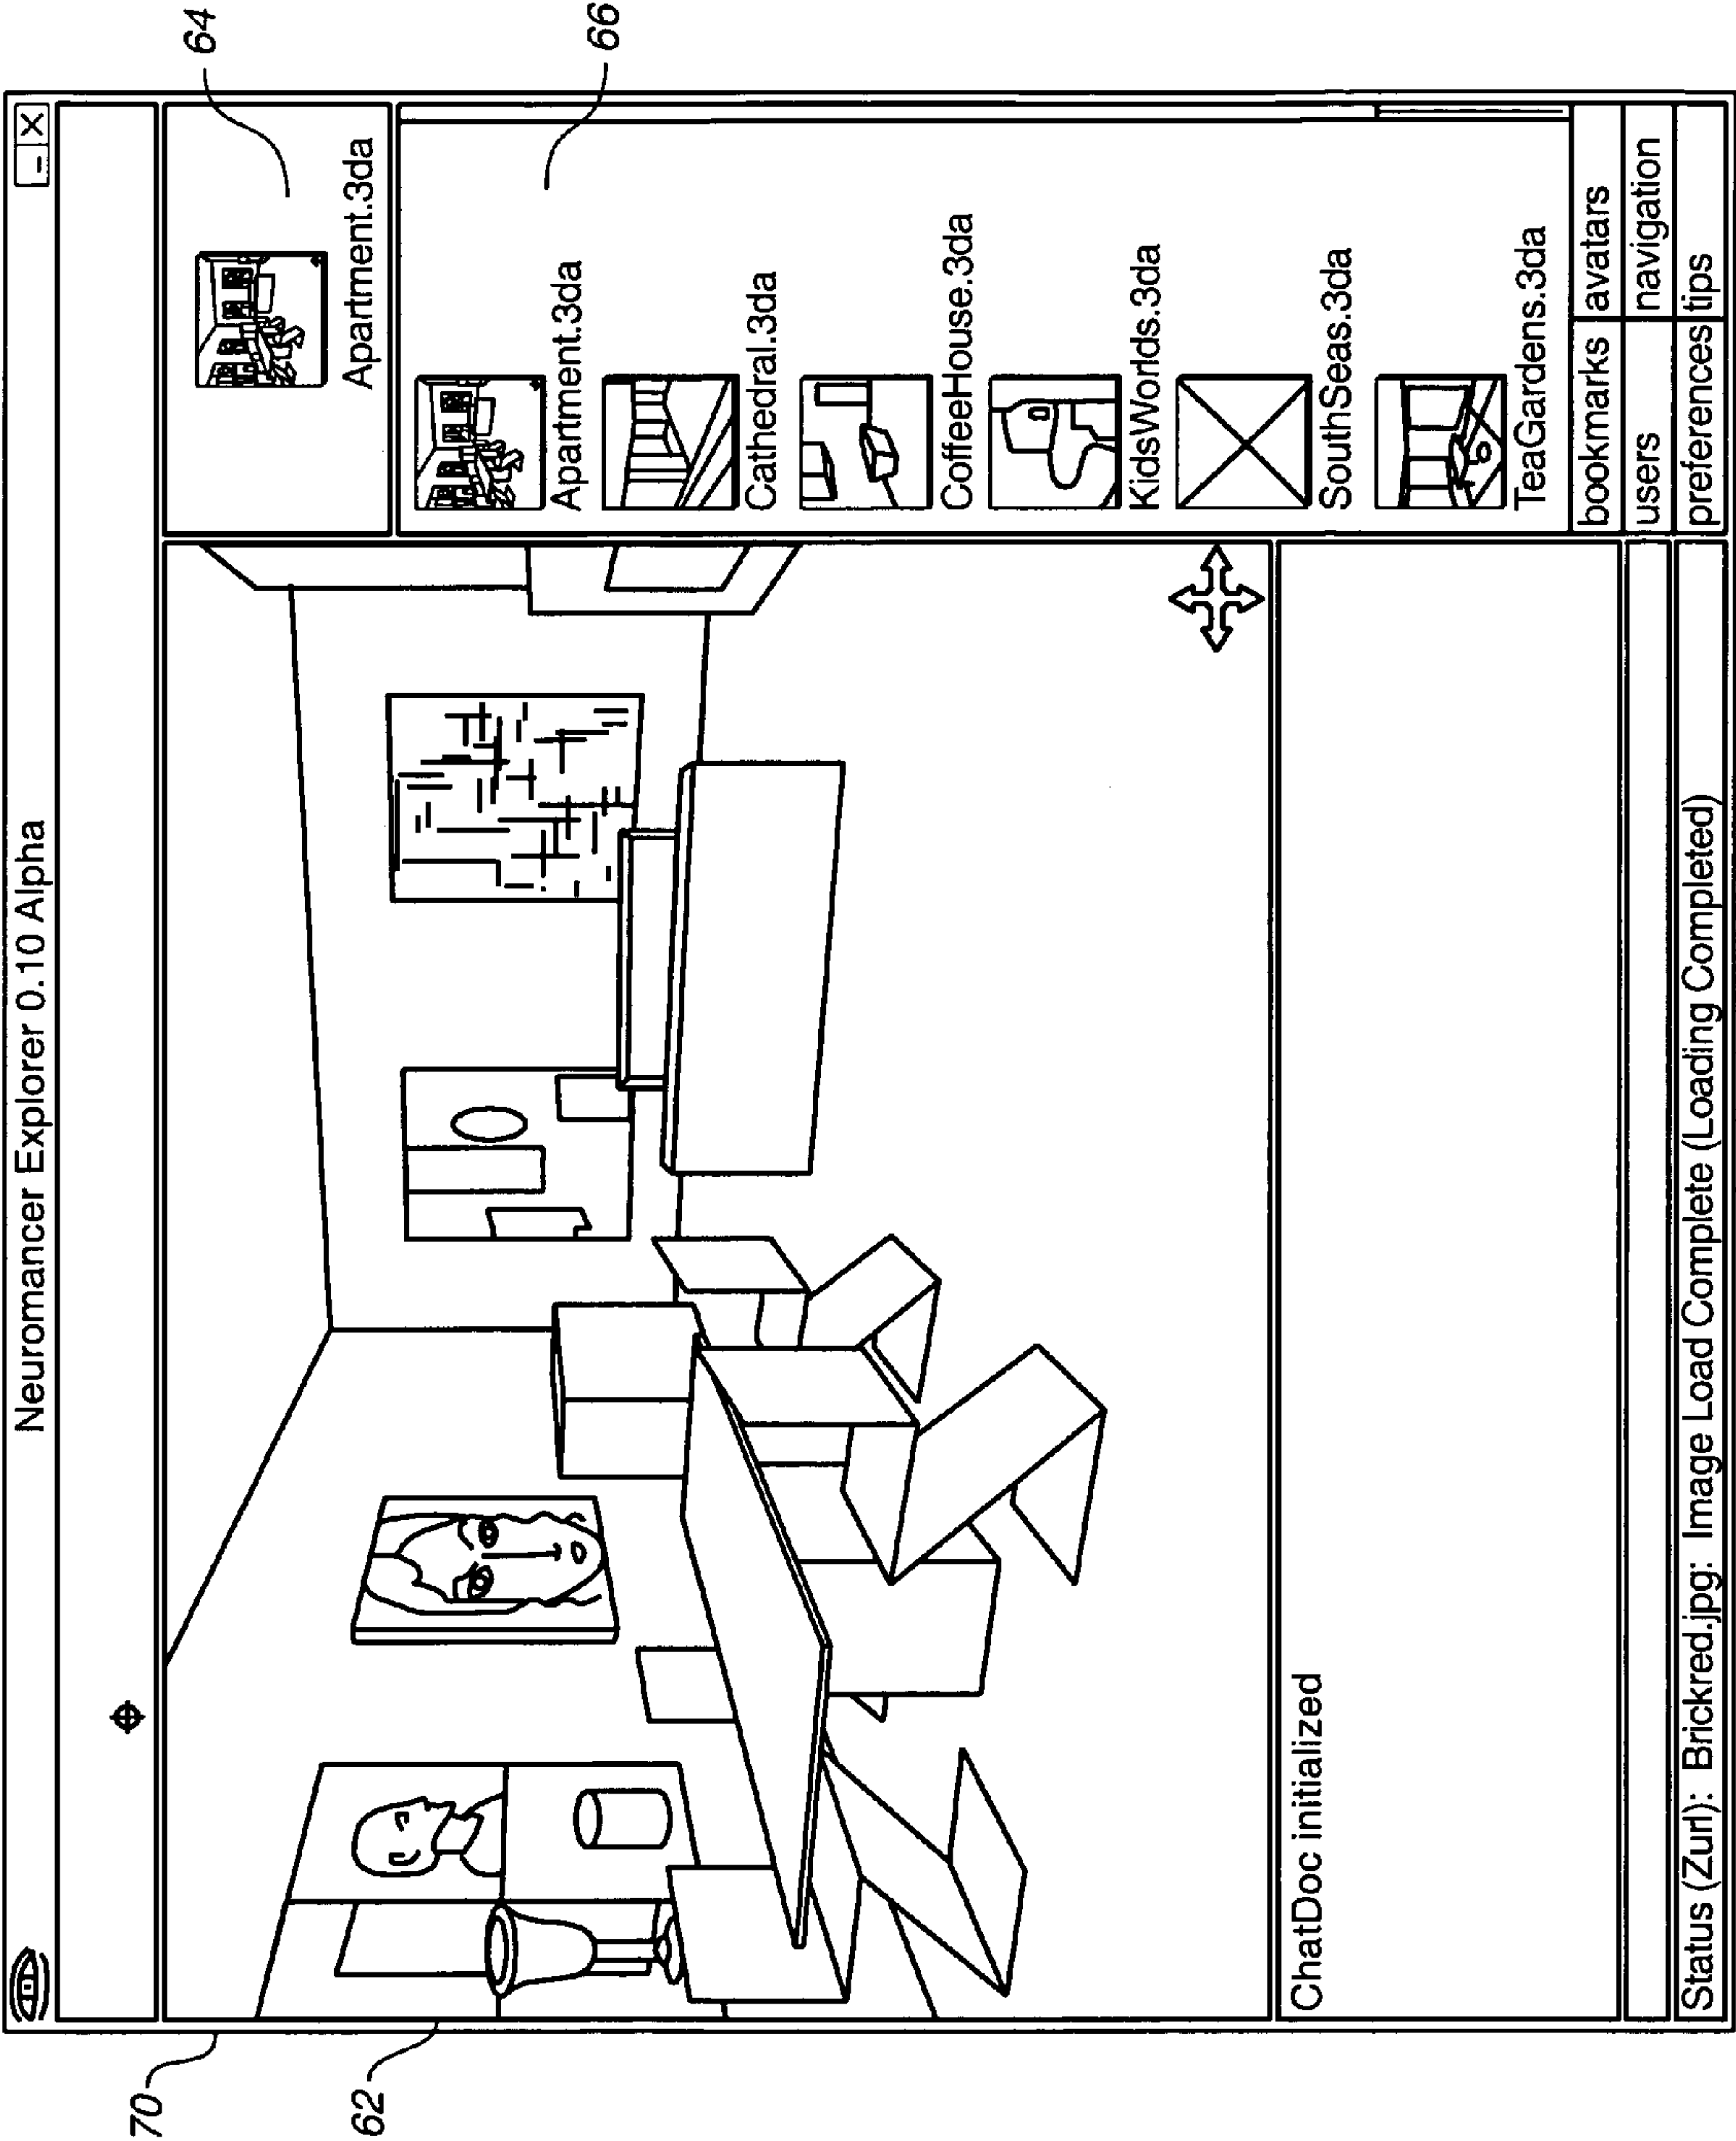 Neuromancer Explorer 0.10 Alpha
70
62
64
Apartment.3da
66
Apartment.3da
Cathedral.3da
CoffeeHouse.3da
KidsWorlds.3da
SouthSeas.3da
TeaGardens.3da
ChatDoc initialized
bookmarks avatars
users navigation
preferences tips
Status (Zurl): Brickred.jpg: Image Load Complete (Loading Completed)